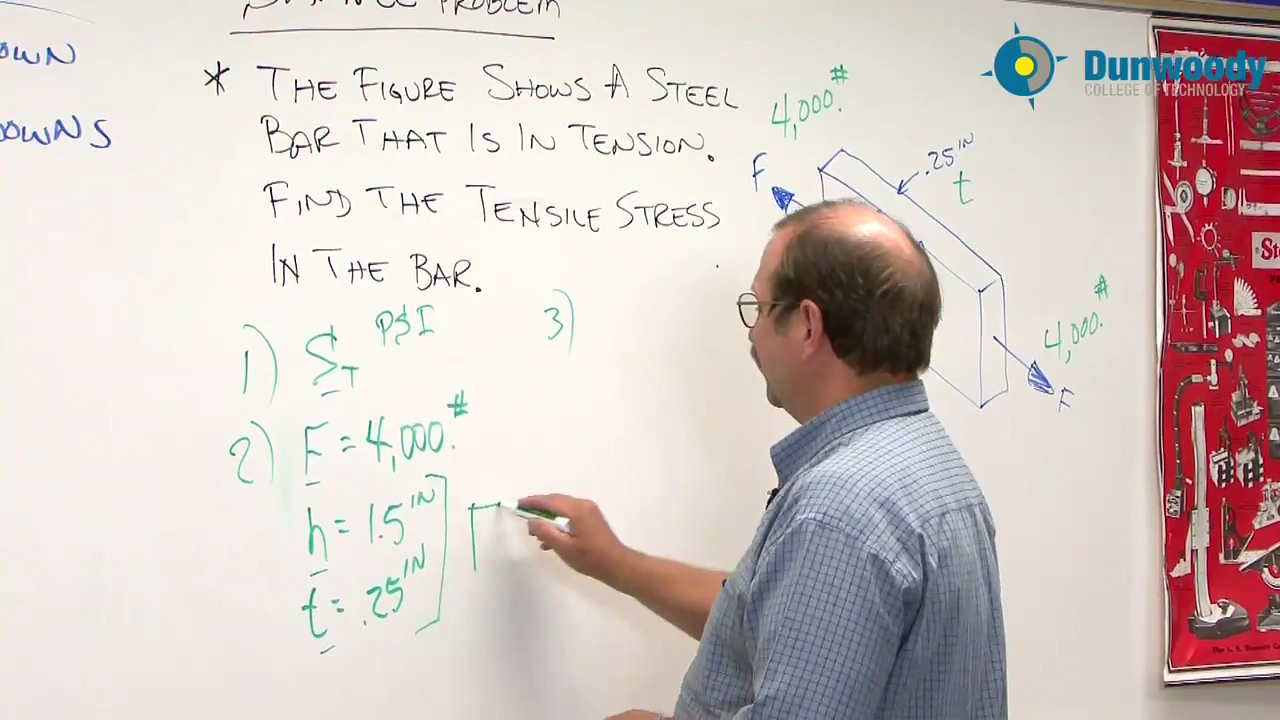 PROBLEM
OWN
OWNS
* THE FIGURE SHOWS A STEEL
BAR THAT IS IN TENSION.
FIND THE TENSILE STRESS
IN THE BAR.
1) S_T PSI
2) F = 4,000.#
h = 1.5 IN
t = .25 IN
3)
4,000.#
F
.25 IN
t
4,000.#
F
Dunwoody
COLLEGE OF TECHNOLOGY